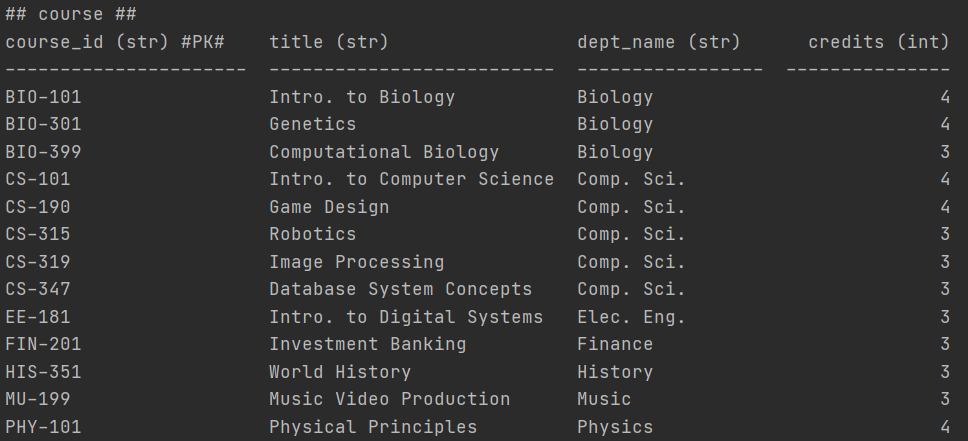 ## course ##
course_id (str) #PK#    title (str)                 dept_name (str)      credits (int)
----------------------  --------------------------  -----------------  ---------------
BIO-101                 Intro. to Biology           Biology                          4
BIO-301                 Genetics                    Biology                          4
BIO-399                 Computational Biology       Biology                          3
CS-101                  Intro. to Computer Science  Comp. Sci.                       4
CS-190                  Game Design                 Comp. Sci.                       4
CS-315                  Robotics                    Comp. Sci.                       3
CS-319                  Image Processing            Comp. Sci.                       3
CS-347                  Database System Concepts    Comp. Sci.                       3
EE-181                  Intro. to Digital Systems   Elec. Eng.                       3
FIN-201                 Investment Banking          Finance                          3
HIS-351                 World History               History                          3
MU-199                  Music Video Production      Music                            3
PHY-101                 Physical Principles         Physics                          4